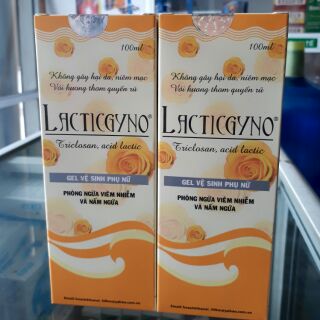 100ml
Không gây hại da, niêm mạc
Với hương thơm quyến rũ
LACTICGYNO®
Triclosan, acid lactic
GEL VỆ SINH PHỤ NỮ
PHÒNG NGỪA VIÊM NHIỄM
VÀ NẤM NGỨA
100ml
Không gây hại da, niêm mạc
Với hương thơm quyến rũ
LACTICGYNO®
Triclosan, acid lactic
GEL VỆ SINH PHỤ NỮ
PHÒNG NGỪA VIÊM NHIỄM
VÀ NẤM NGỨA